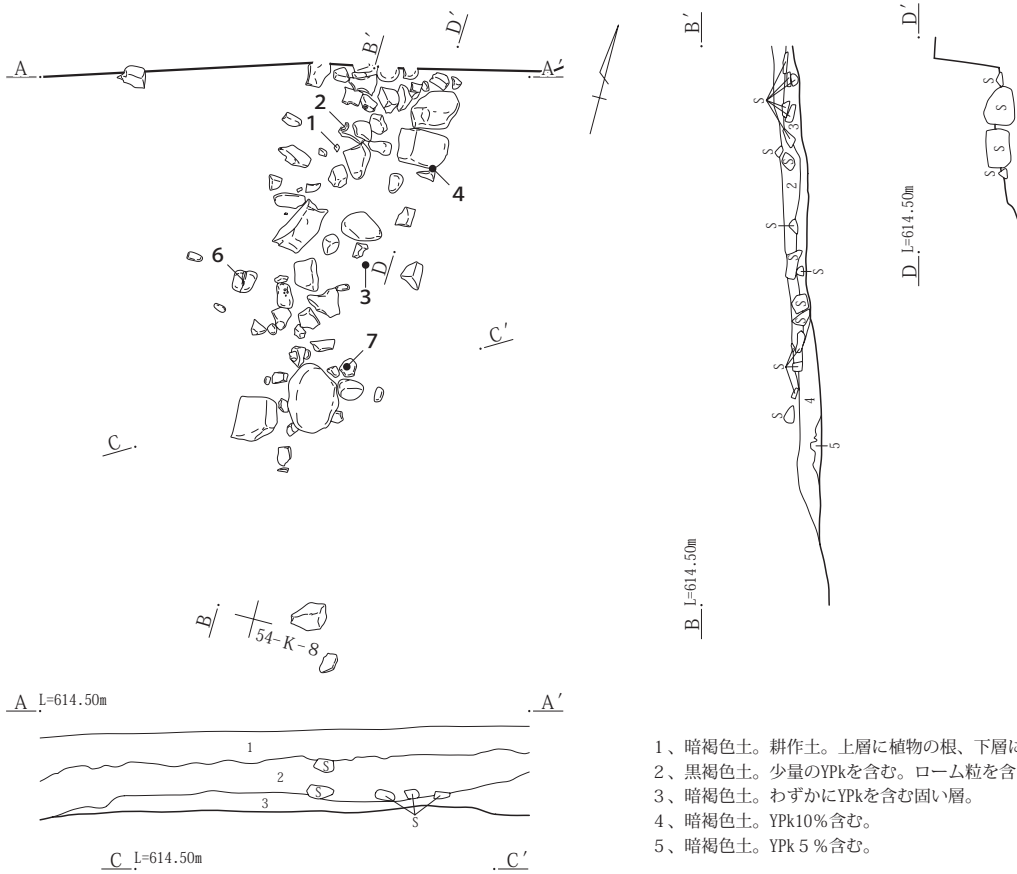 A
A′
B′
D′
2
1
4
6
3
D
7
C′
C
B
54-K-8
B′
S
3
S
S
2
S
S
S
S
S
S
4
S
5
B L=614.50m
D′
S
S
S
S
D L=614.50m
A L=614.50m
A′
1
S
2
S
3
S
C L=614.50m
C′
1、暗褐色土。耕作土。上層に植物の根、下層に
2、黒褐色土。少量のYPkを含む。ローム粒を含
3、暗褐色土。わずかにYPkを含む固い層。
4、暗褐色土。YPk10%含む。
5、暗褐色土。YPk５%含む。